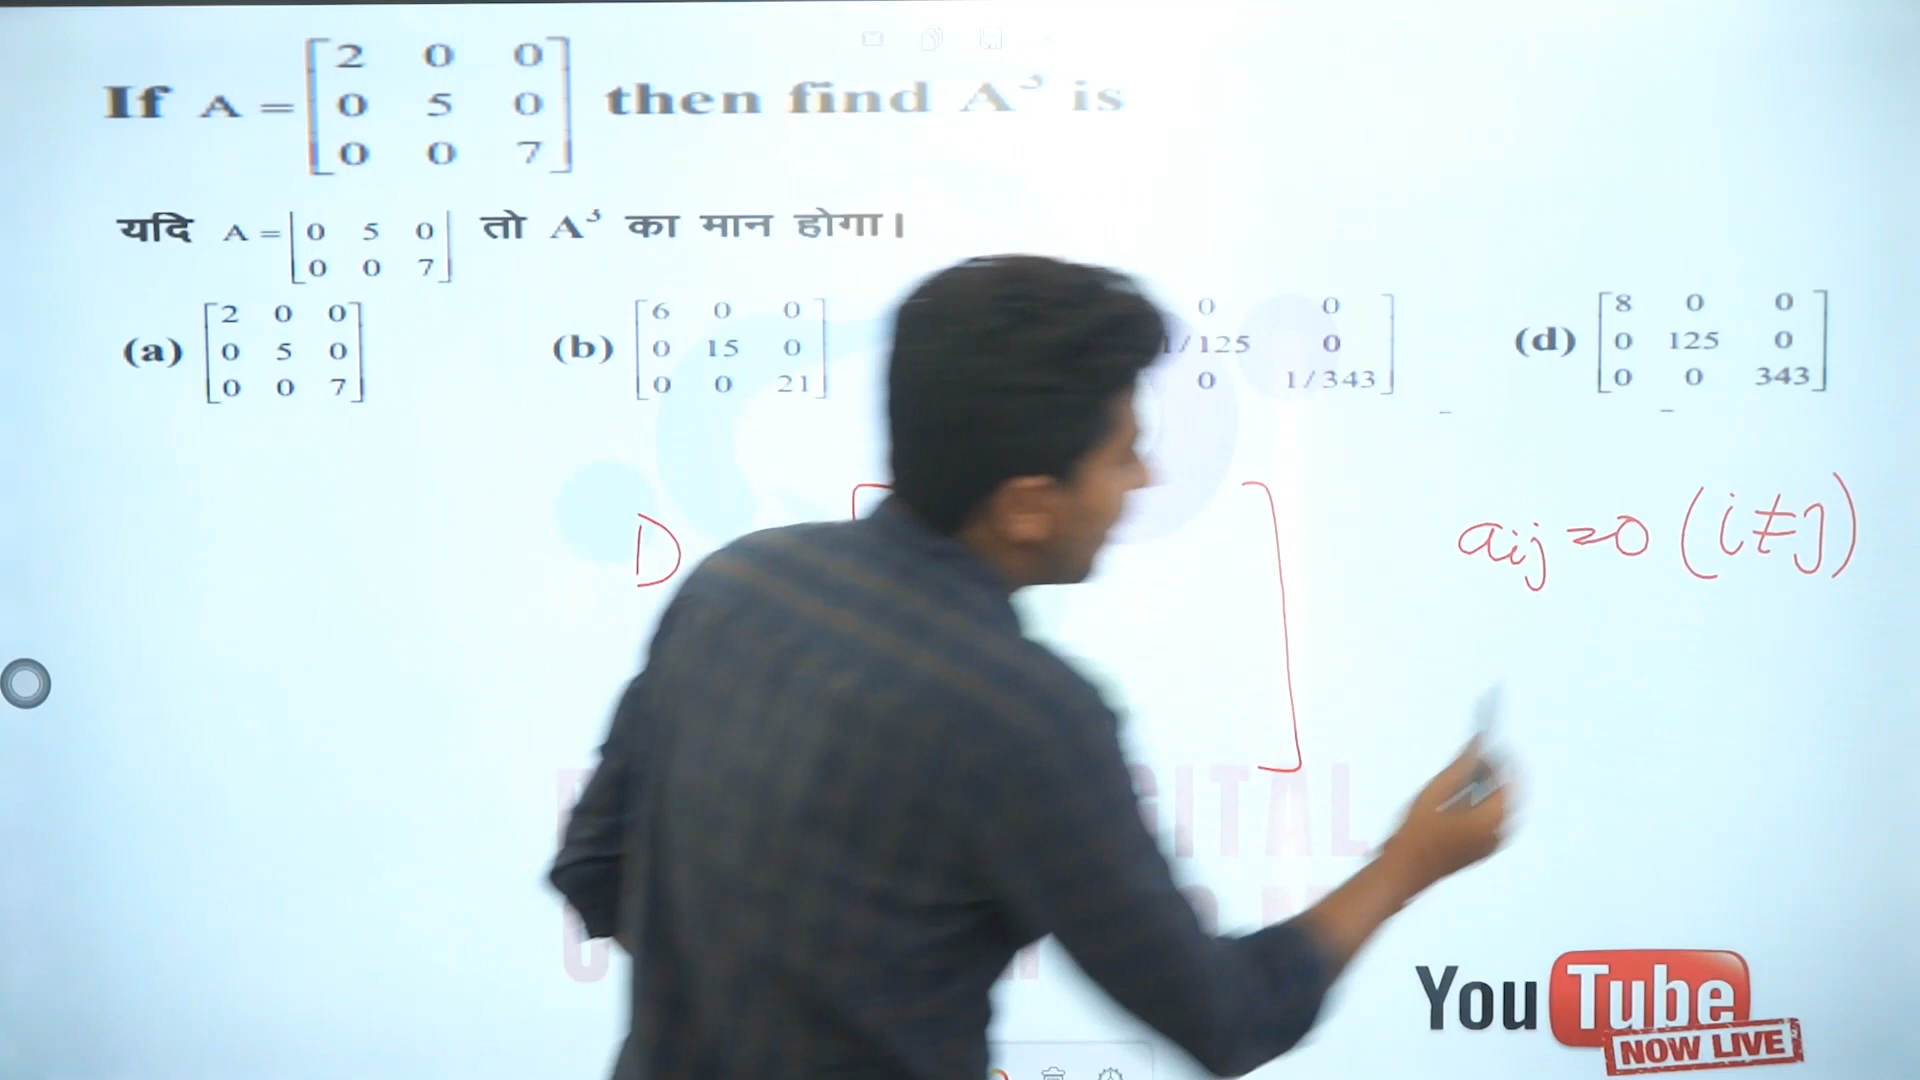 If A = [2 0 0
0 5 0
0 0 7] then find A³ is
यदि A = 0 5 0
0 0 7 तो A³ का मान होगा।
(a) [2 0 0
0 5 0
0 0 7]
(b) [6 0 0
0 15 0
0 0 21]
0 0
1/125 0
0 1/343]
(d) [8 0 0
0 125 0
0 0 343]
D
aij = 0 (i ≠ j)
YouTube
NOW LIVE